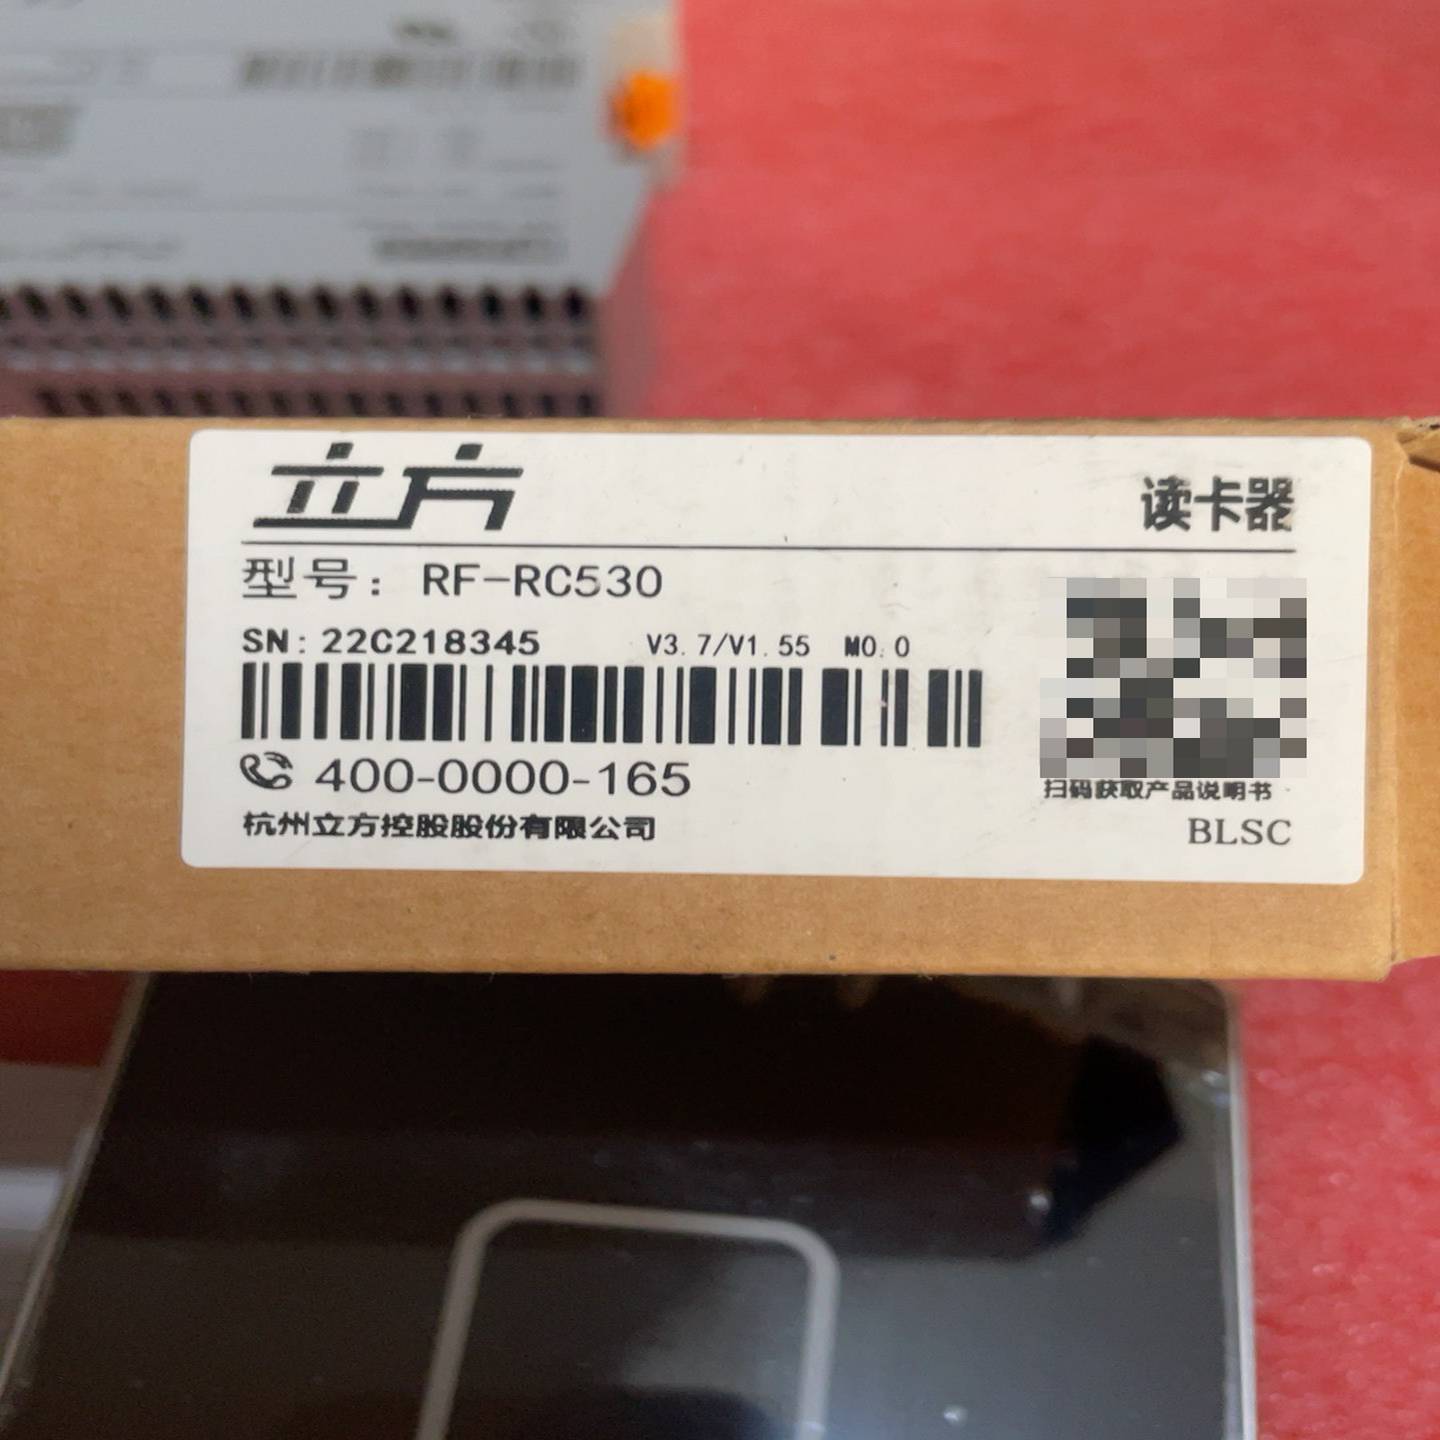 立方
读卡器
型号：RF-RC530
SN:22C218345 V3.7/V1.55 M0.0
400-0000-165
扫码获取产品说明书
杭州立方控股股份有限公司
BLSC